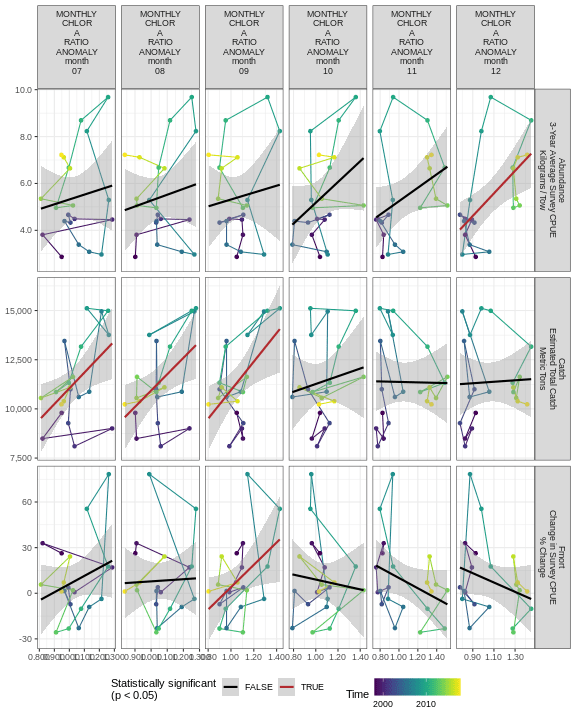 MONTHLY
CHLOR
A
RATIO
ANOMALY
month
07
MONTHLY
CHLOR
A
RATIO
ANOMALY
month
08
MONTHLY
CHLOR
A
RATIO
ANOMALY
month
09
MONTHLY
CHLOR
A
RATIO
ANOMALY
month
10
MONTHLY
CHLOR
A
RATIO
ANOMALY
month
11
MONTHLY
CHLOR
A
RATIO
ANOMALY
month
12
10.0
8.0
6.0
4.0
Abundance
3-Year Average Survey CPUE
Kilograms / Tow
15,000
12,500
10,000
7,500
Catch
Estimated Total Catch
Metric Tons
60
30
0
-30
Fmort
Change in Survey CPUE
% Change
1.00 1.20 1.40
0.80 1.00 1.20 1.40
0.80 1.00 1.20 1.40
0.90 1.10 1.30
Statistically significant
(p < 0.05)
FALSE
TRUE
Time
2000
2010